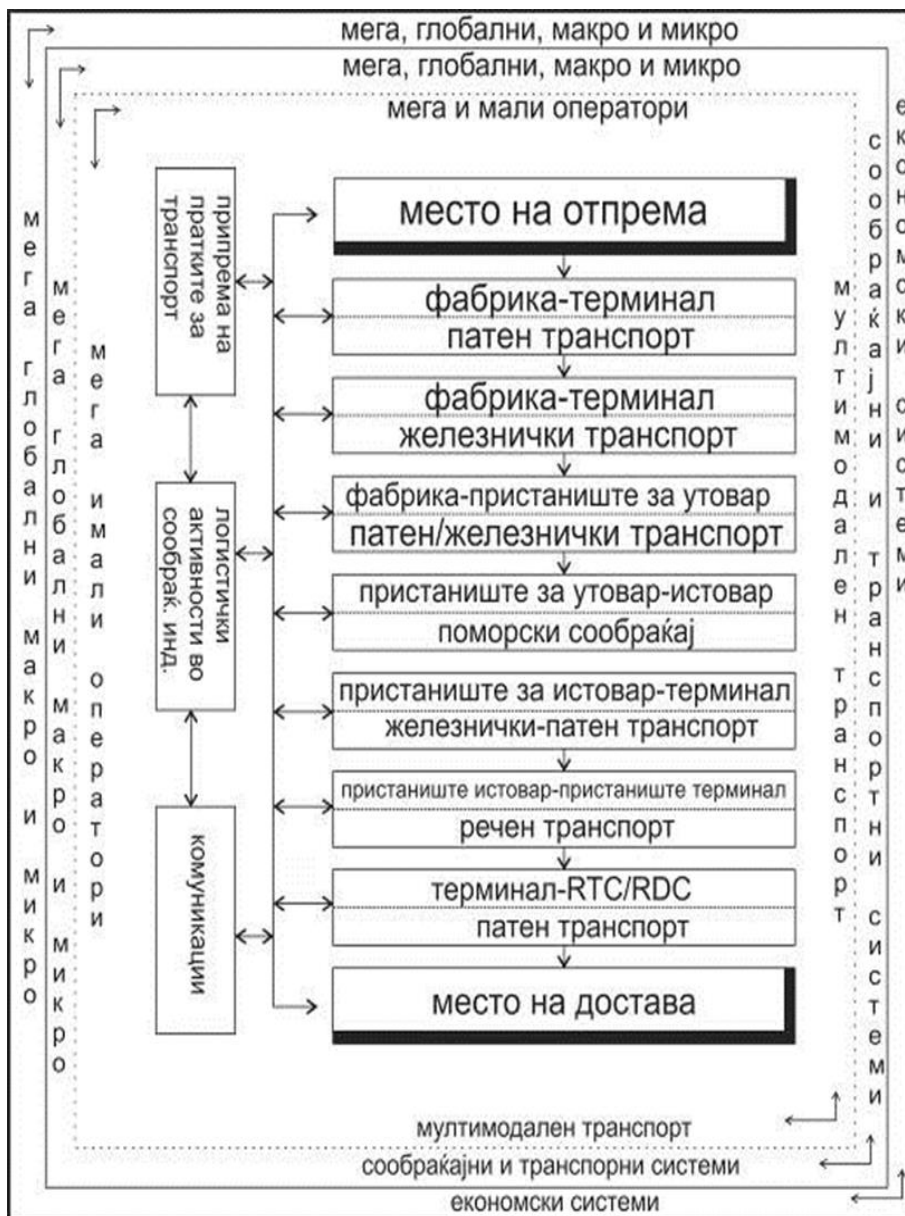 мега, глобални, макро и микро
мега, глобални, макро и микро
мега и мали оператори
мега глобални макро и микро
мега глобални макро и микро
мега имали оператори
припрема на
пратките за
транспорт
логистички
активности во
сообраќ. инд.
комуникации
место на отпрема
фабрика-терминал
патен транспорт
фабрика-терминал
железнички транспорт
фабрика-пристаниште за утовар
патен/железнички транспорт
пристаниште за утовар-истовар
поморски сообраќај
пристаниште за истовар-терминал
железнички-патен транспорт
пристаниште истовар-пристаниште терминал
речен транспорт
терминал-RTC/RDC
патен транспорт
место на достава
мултимодален транспорт
сообраќајни и транспортни системи
економски системи
мултимодален транспорт
сообраќајни и транспорни системи
економски системи